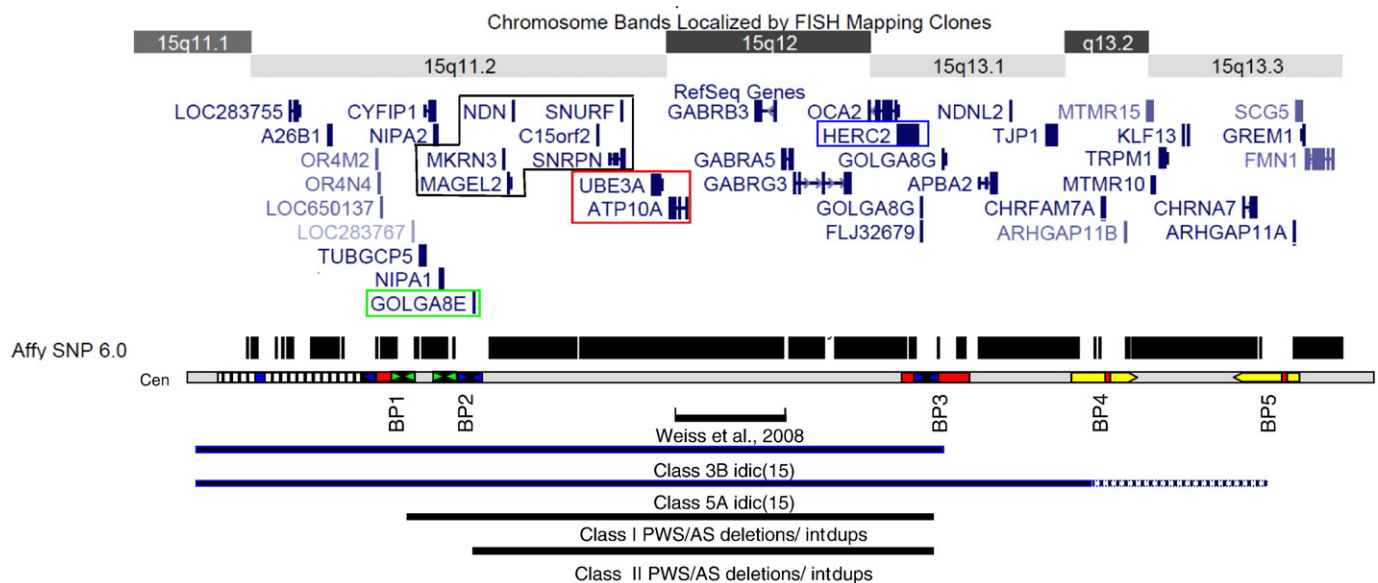 Chromosome Bands Localized by FISH Mapping Clones
15q11.1 15q12 q13.2
15q11.2 15q13.1 15q13.3
RefSeq Genes
LOC283755 CYFIP1 NDN SNURF GABRB3 OCA2 NDNL2 MTMR15 SCG5
A26B1 NIPA2 C15orf2 HERC2 TJP1 KLF13 GREM1
OR4M2 MKRN3 SNRPN GABRA5 GOLGA8G TRPM1 FMN1
OR4N4 MAGEL2 UBE3A GABRG3 APBA2 MTMR10
LOC650137 ATP10A GOLGA8G CHRFAM7A CHRNA7
LOC283767 FLJ32679 ARHGAP11B ARHGAP11A
TUBGCP5
NIPA1
GOLGA8E
Affy SNP 6.0
Cen
BP1 BP2 BP3 BP4 BP5
Weiss et al., 2008
Class 3B idic(15)
Class 5A idic(15)
Class I PWS/AS deletions/ intdups
Class II PWS/AS deletions/ intdups